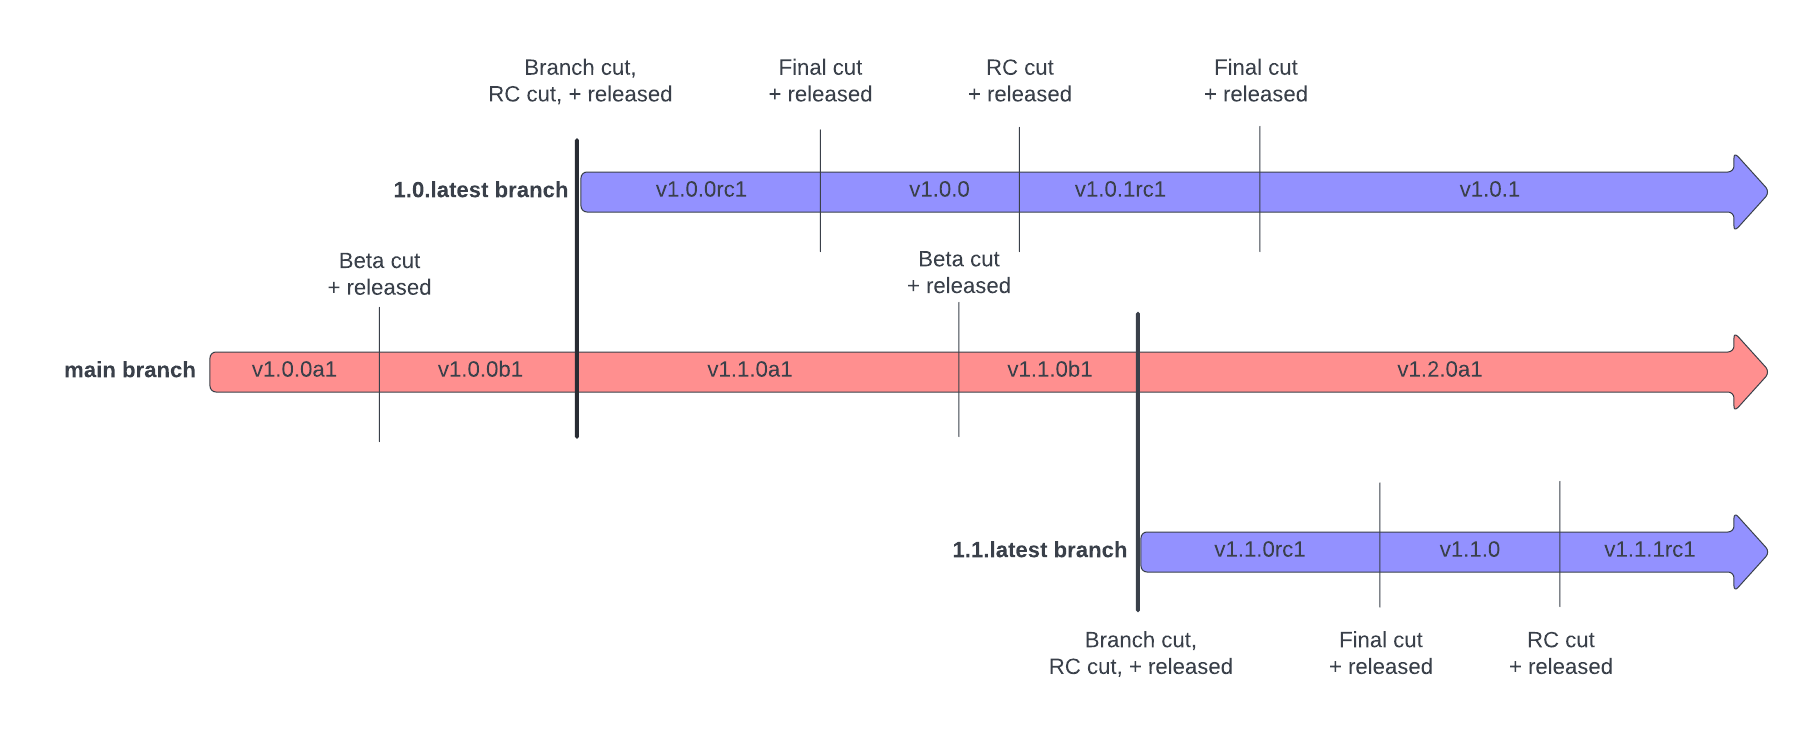 Branch cut,
RC cut, + released
Final cut
+ released
RC cut
+ released
Final cut
+ released
1.0.latest branch
v1.0.0rc1
v1.0.0
v1.0.1rc1
v1.0.1
Beta cut
+ released
Beta cut
+ released
main branch
v1.0.0a1
v1.0.0b1
v1.1.0a1
v1.1.0b1
v1.2.0a1
1.1.latest branch
v1.1.0rc1
v1.1.0
v1.1.1rc1
Branch cut,
RC cut, + released
Final cut
+ released
RC cut
+ released